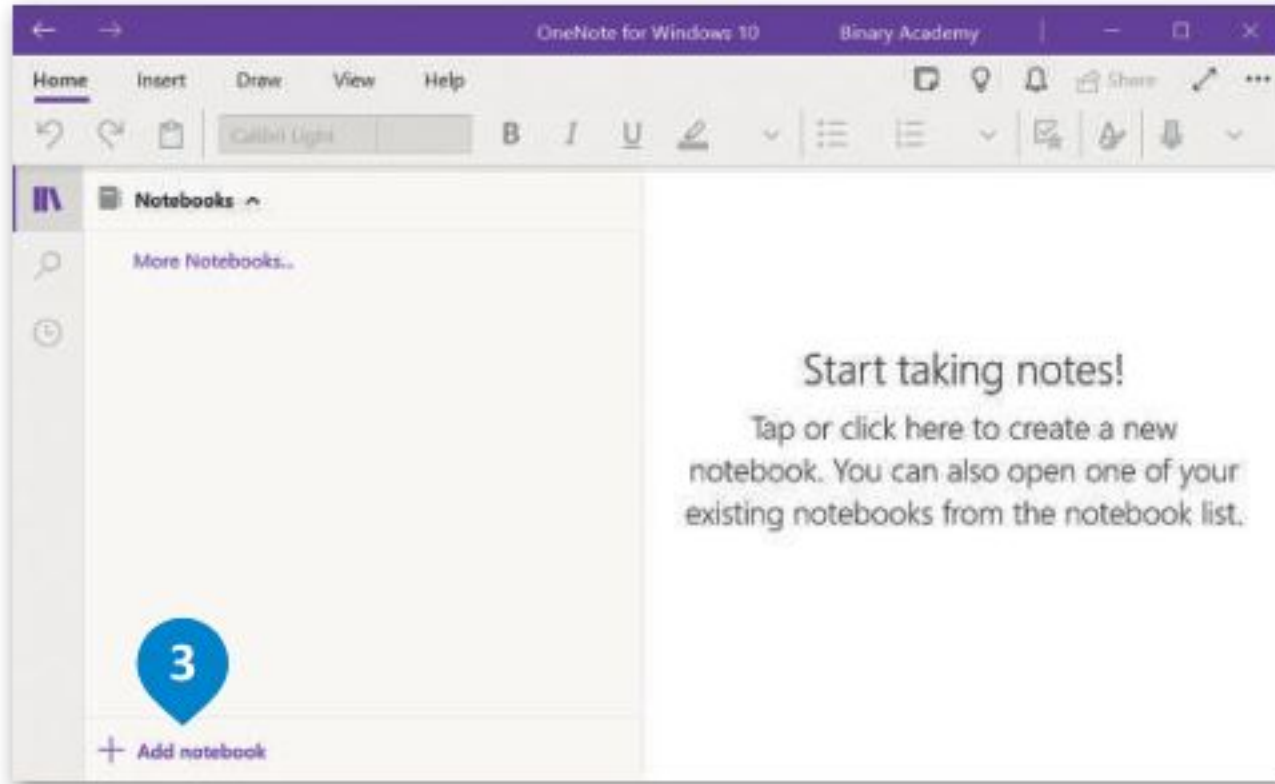 OneNote for Windows 10 Binary Academy
Home Insert Draw View Help Share
Calibri Light B I U
Notebooks
More Notebooks...
Start taking notes!
Tap or click here to create a new
notebook. You can also open one of your
existing notebooks from the notebook list.
3
Add notebook